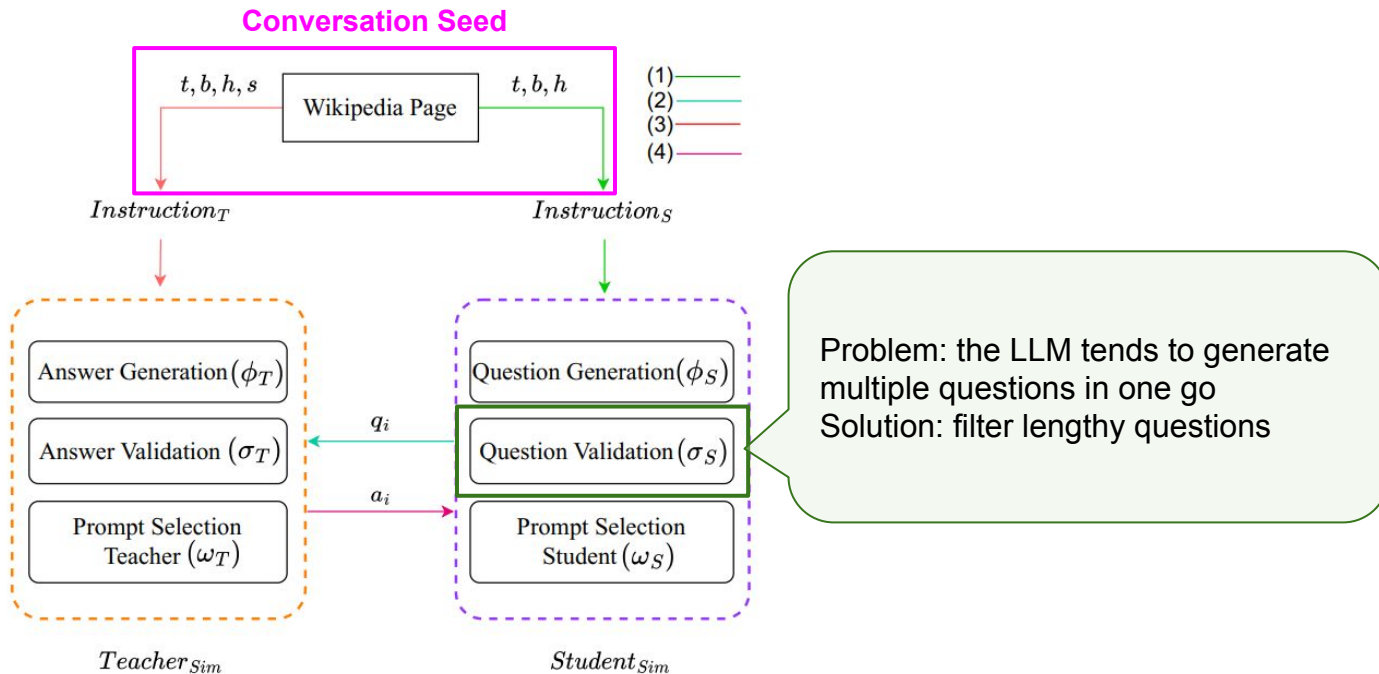 Conversation Seed
t, b, h, s
Wikipedia Page
t, b, h
(1)
(2)
(3)
(4)
Instruction_T
Instruction_S
Answer Generation (ϕ_T)
Answer Validation (σ_T)
Prompt Selection
Teacher (ω_T)
q_i
a_i
Question Generation (ϕ_S)
Question Validation (σ_S)
Prompt Selection
Student (ω_S)
Problem: the LLM tends to generate
multiple questions in one go
Solution: filter lengthy questions
Teacher_Sim
Student_Sim